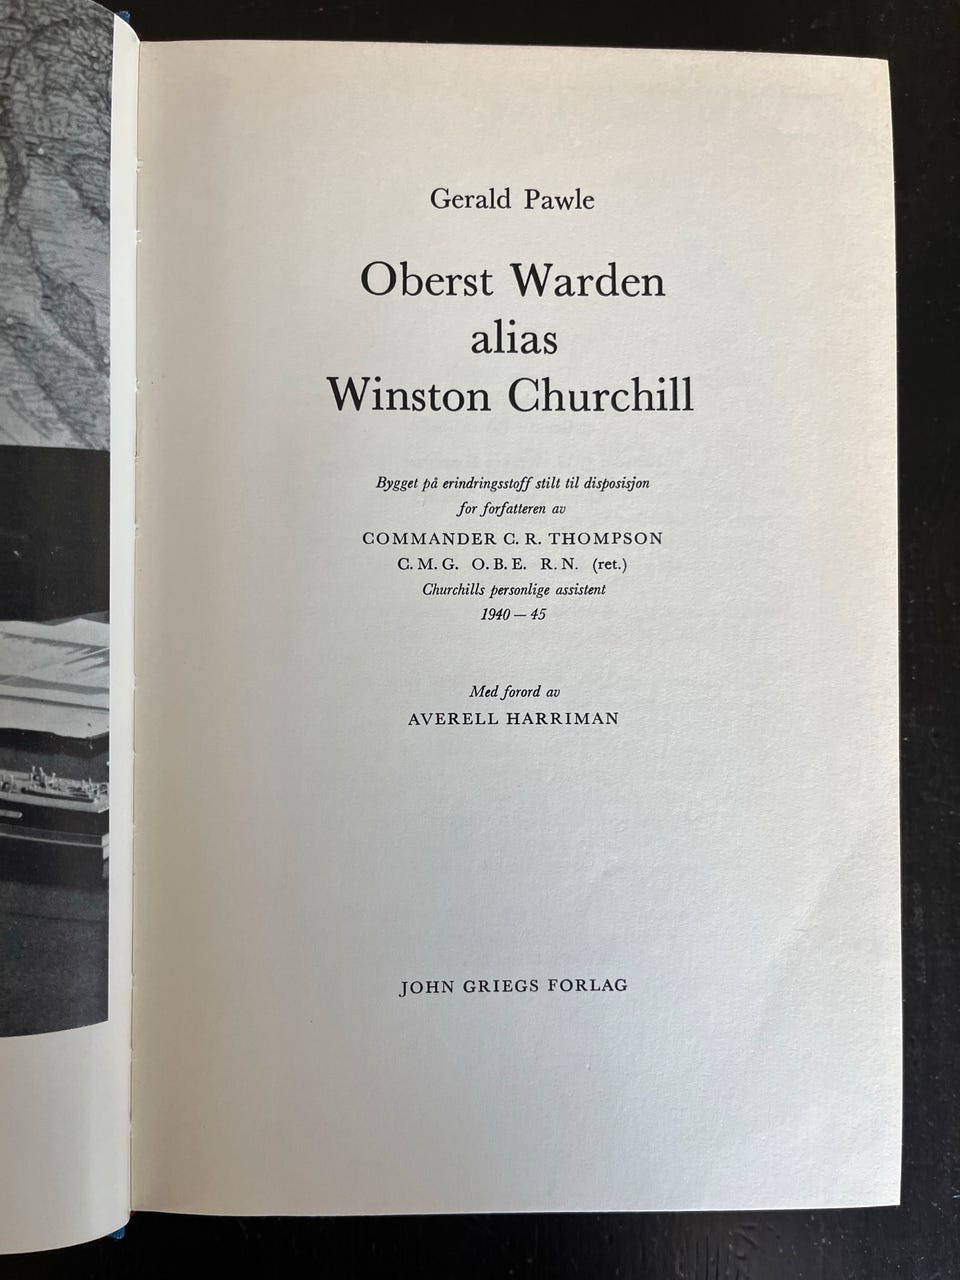 Gerald Pawle
Oberst Warden
alias
Winston Churchill
Bygget på erindringsstoff stilt til disposisjon
for forfatteren av
COMMANDER C. R. THOMPSON
C. M. G. O. B. E. R. N. (ret.)
Churchills personlige assistent
1940 — 45
Med forord av
AVERELL HARRIMAN
JOHN GRIEGS FORLAG